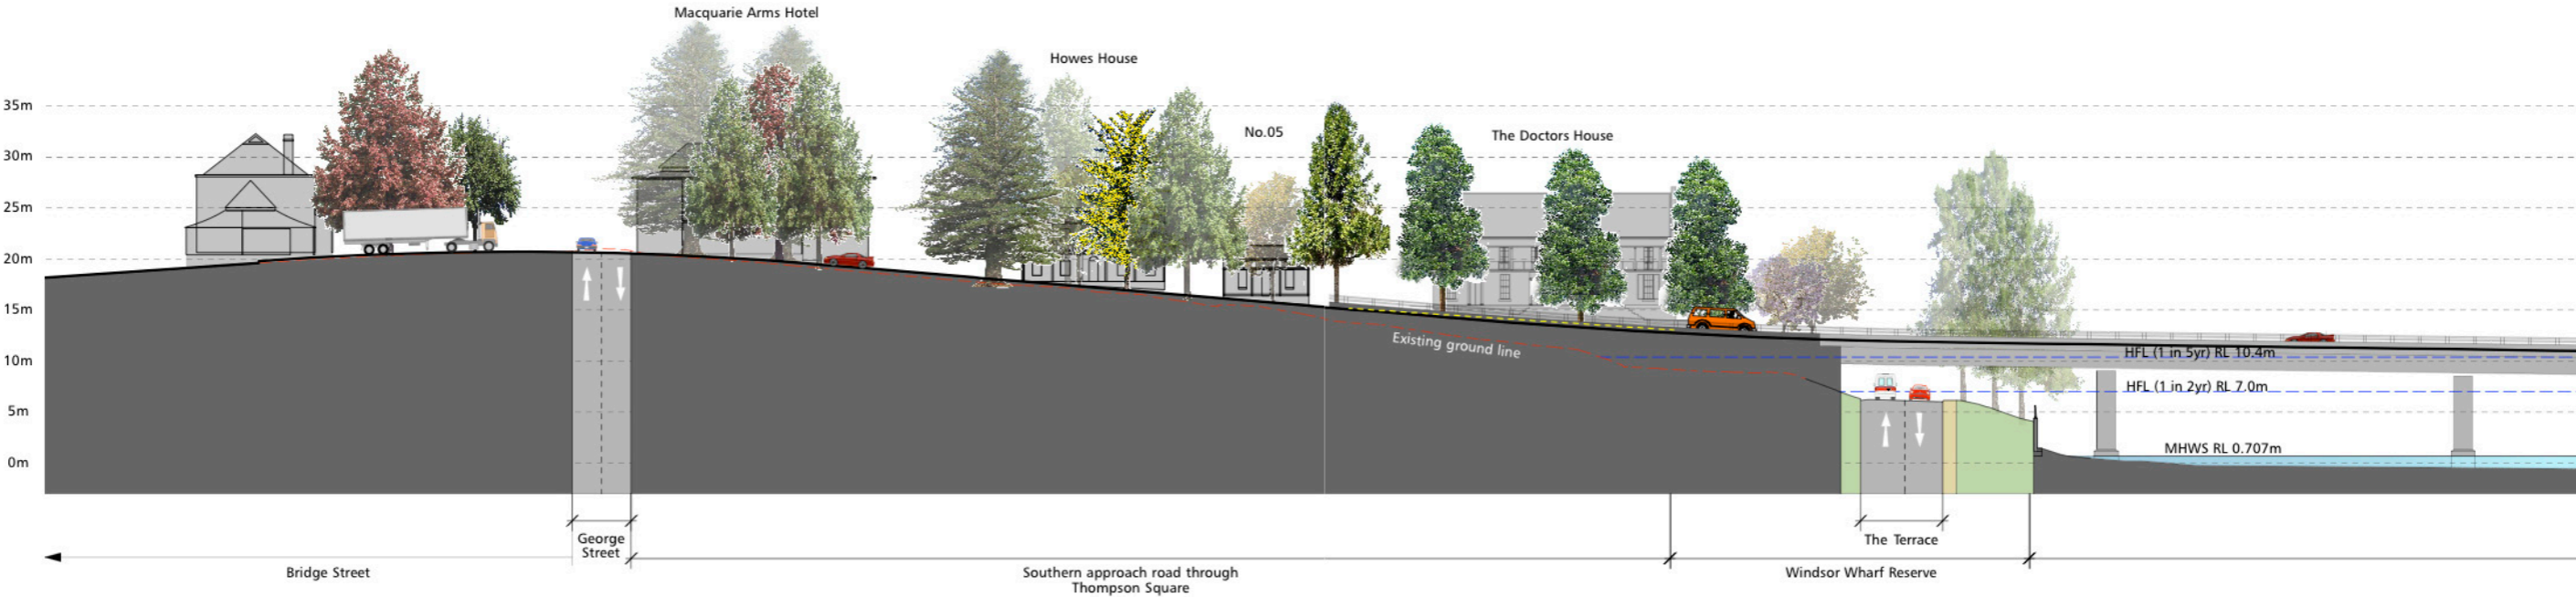 Macquarie Arms Hotel
Howes House
No.05
The Doctors House
35m
30m
25m
20m
15m
10m
5m
0m
Existing ground line
HFL (1 in 5yr) RL 10.4m
HFL (1 in 2yr) RL 7.0m
MHWS RL 0.707m
George
Street
The Terrace
Bridge Street
Southern approach road through
Thompson Square
Windsor Wharf Reserve